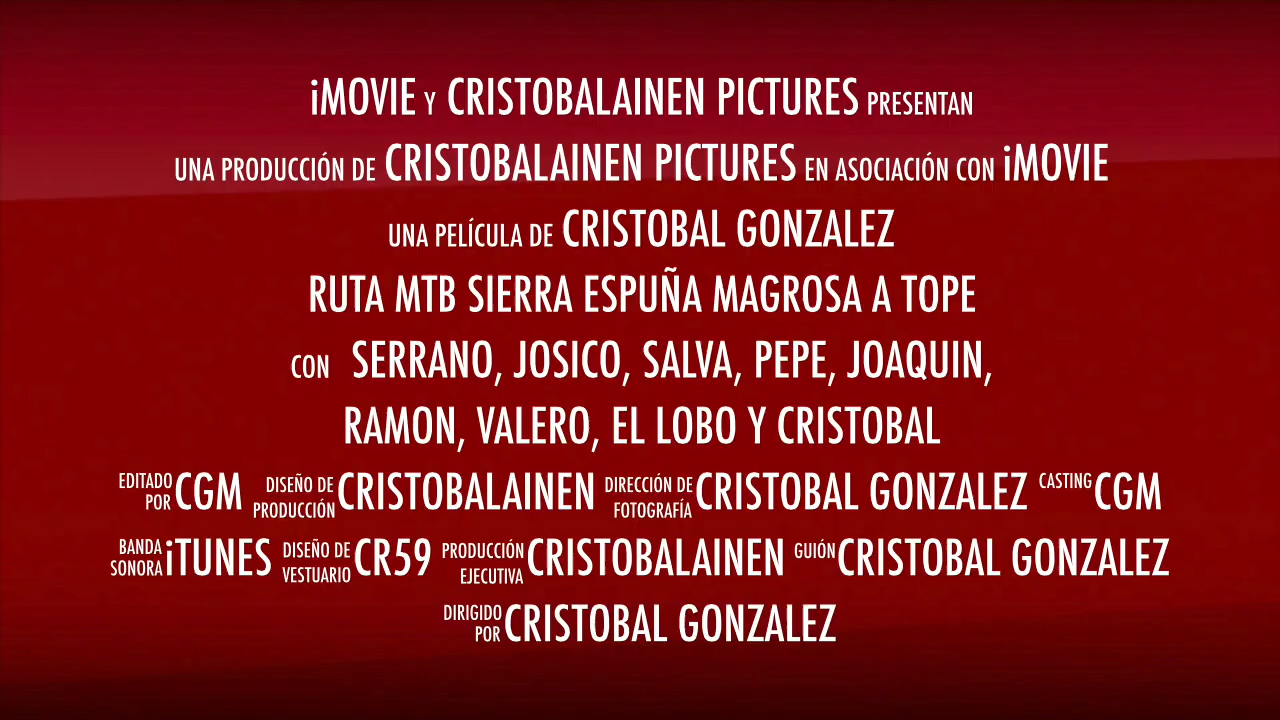 iMOVIE Y CRISTOBALAINEN PICTURES PRESENTAN
UNA PRODUCCIÓN DE CRISTOBALAINEN PICTURES EN ASOCIACIÓN CON iMOVIE
UNA PELÍCULA DE CRISTOBAL GONZALEZ
RUTA MTB SIERRA ESPUÑA MAGROSA A TOPE
CON SERRANO, JOSICO, SALVA, PEPE, JOAQUIN,
RAMON, VALERO, EL LOBO Y CRISTOBAL
EDITADO POR CGM DISEÑO DE PRODUCCIÓN CRISTOBALAINEN DIRECCIÓN DE FOTOGRAFÍA CRISTOBAL GONZALEZ CASTING CGM
BANDA SONORA iTUNES DISEÑO DE VESTUARIO CR59 PRODUCCIÓN EJECUTIVA CRISTOBALAINEN GUIÓN CRISTOBAL GONZALEZ
DIRIGIDO POR CRISTOBAL GONZALEZ